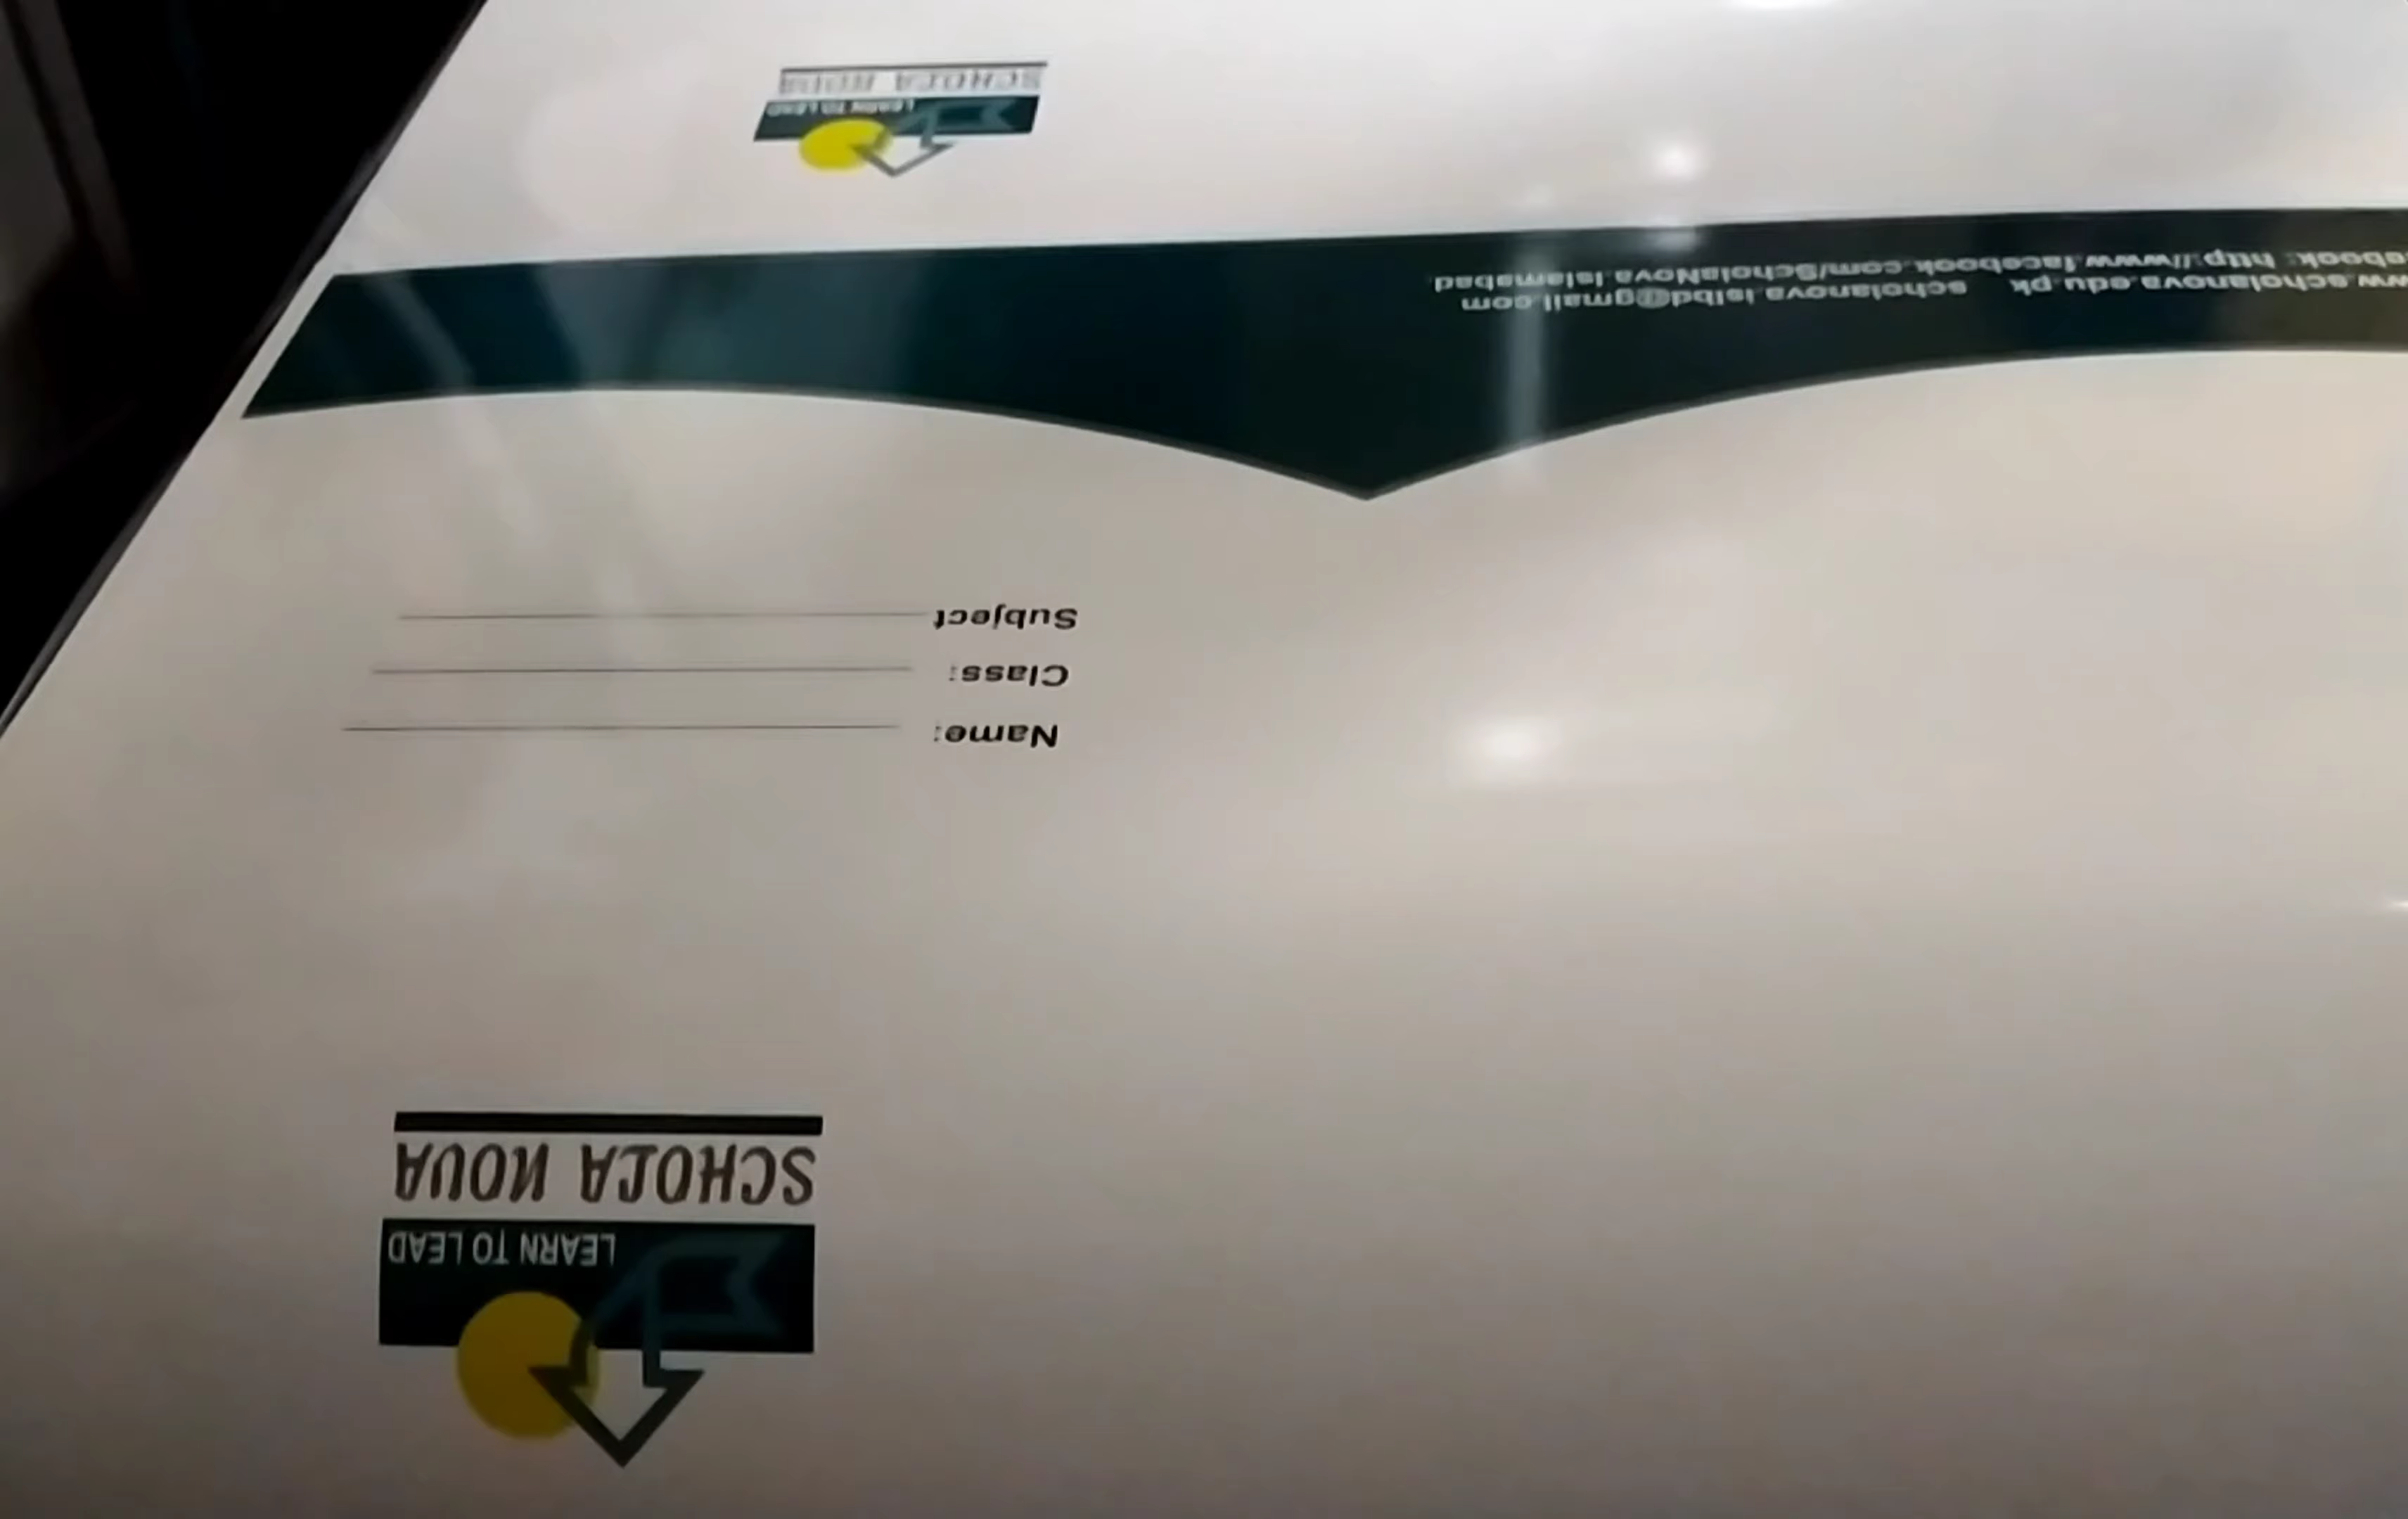 LEARN TO LEAD
SCHOLA NOVA
Name:
Class:
Subject
www.scholanova.edu.pk scholanova.islbd@gmail.com
http://www.facebook.com/ScholaNova.Islamabad
LEARN TO LEAD
SCHOLA NOVA